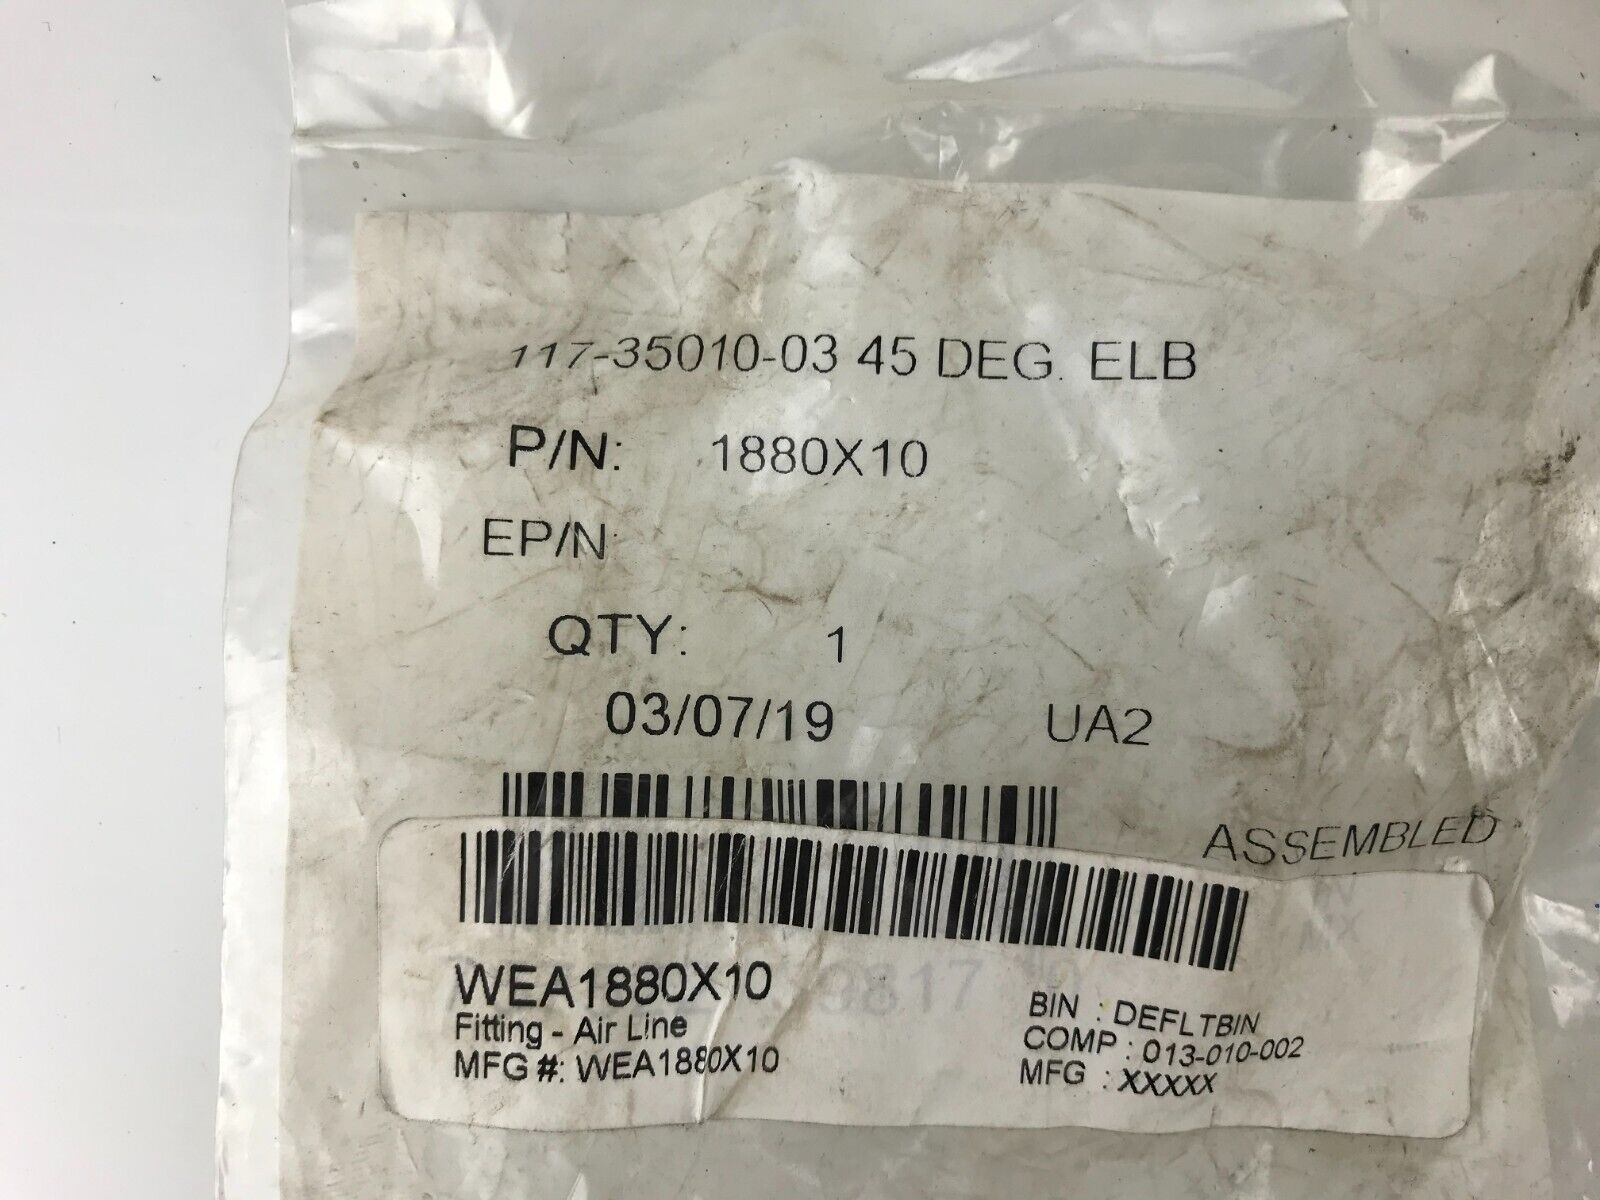 117-35010-03 45 DEG. ELB
P/N: 1880X10
EP/N:
QTY: 1
03/07/19 UA2
ASSEMBLED
WEA1880X10
Fitting - Air Line
MFG #: WEA1880X10
BIN : DEFLTBIN
COMP : 013-010-002
MFG : XXXXX